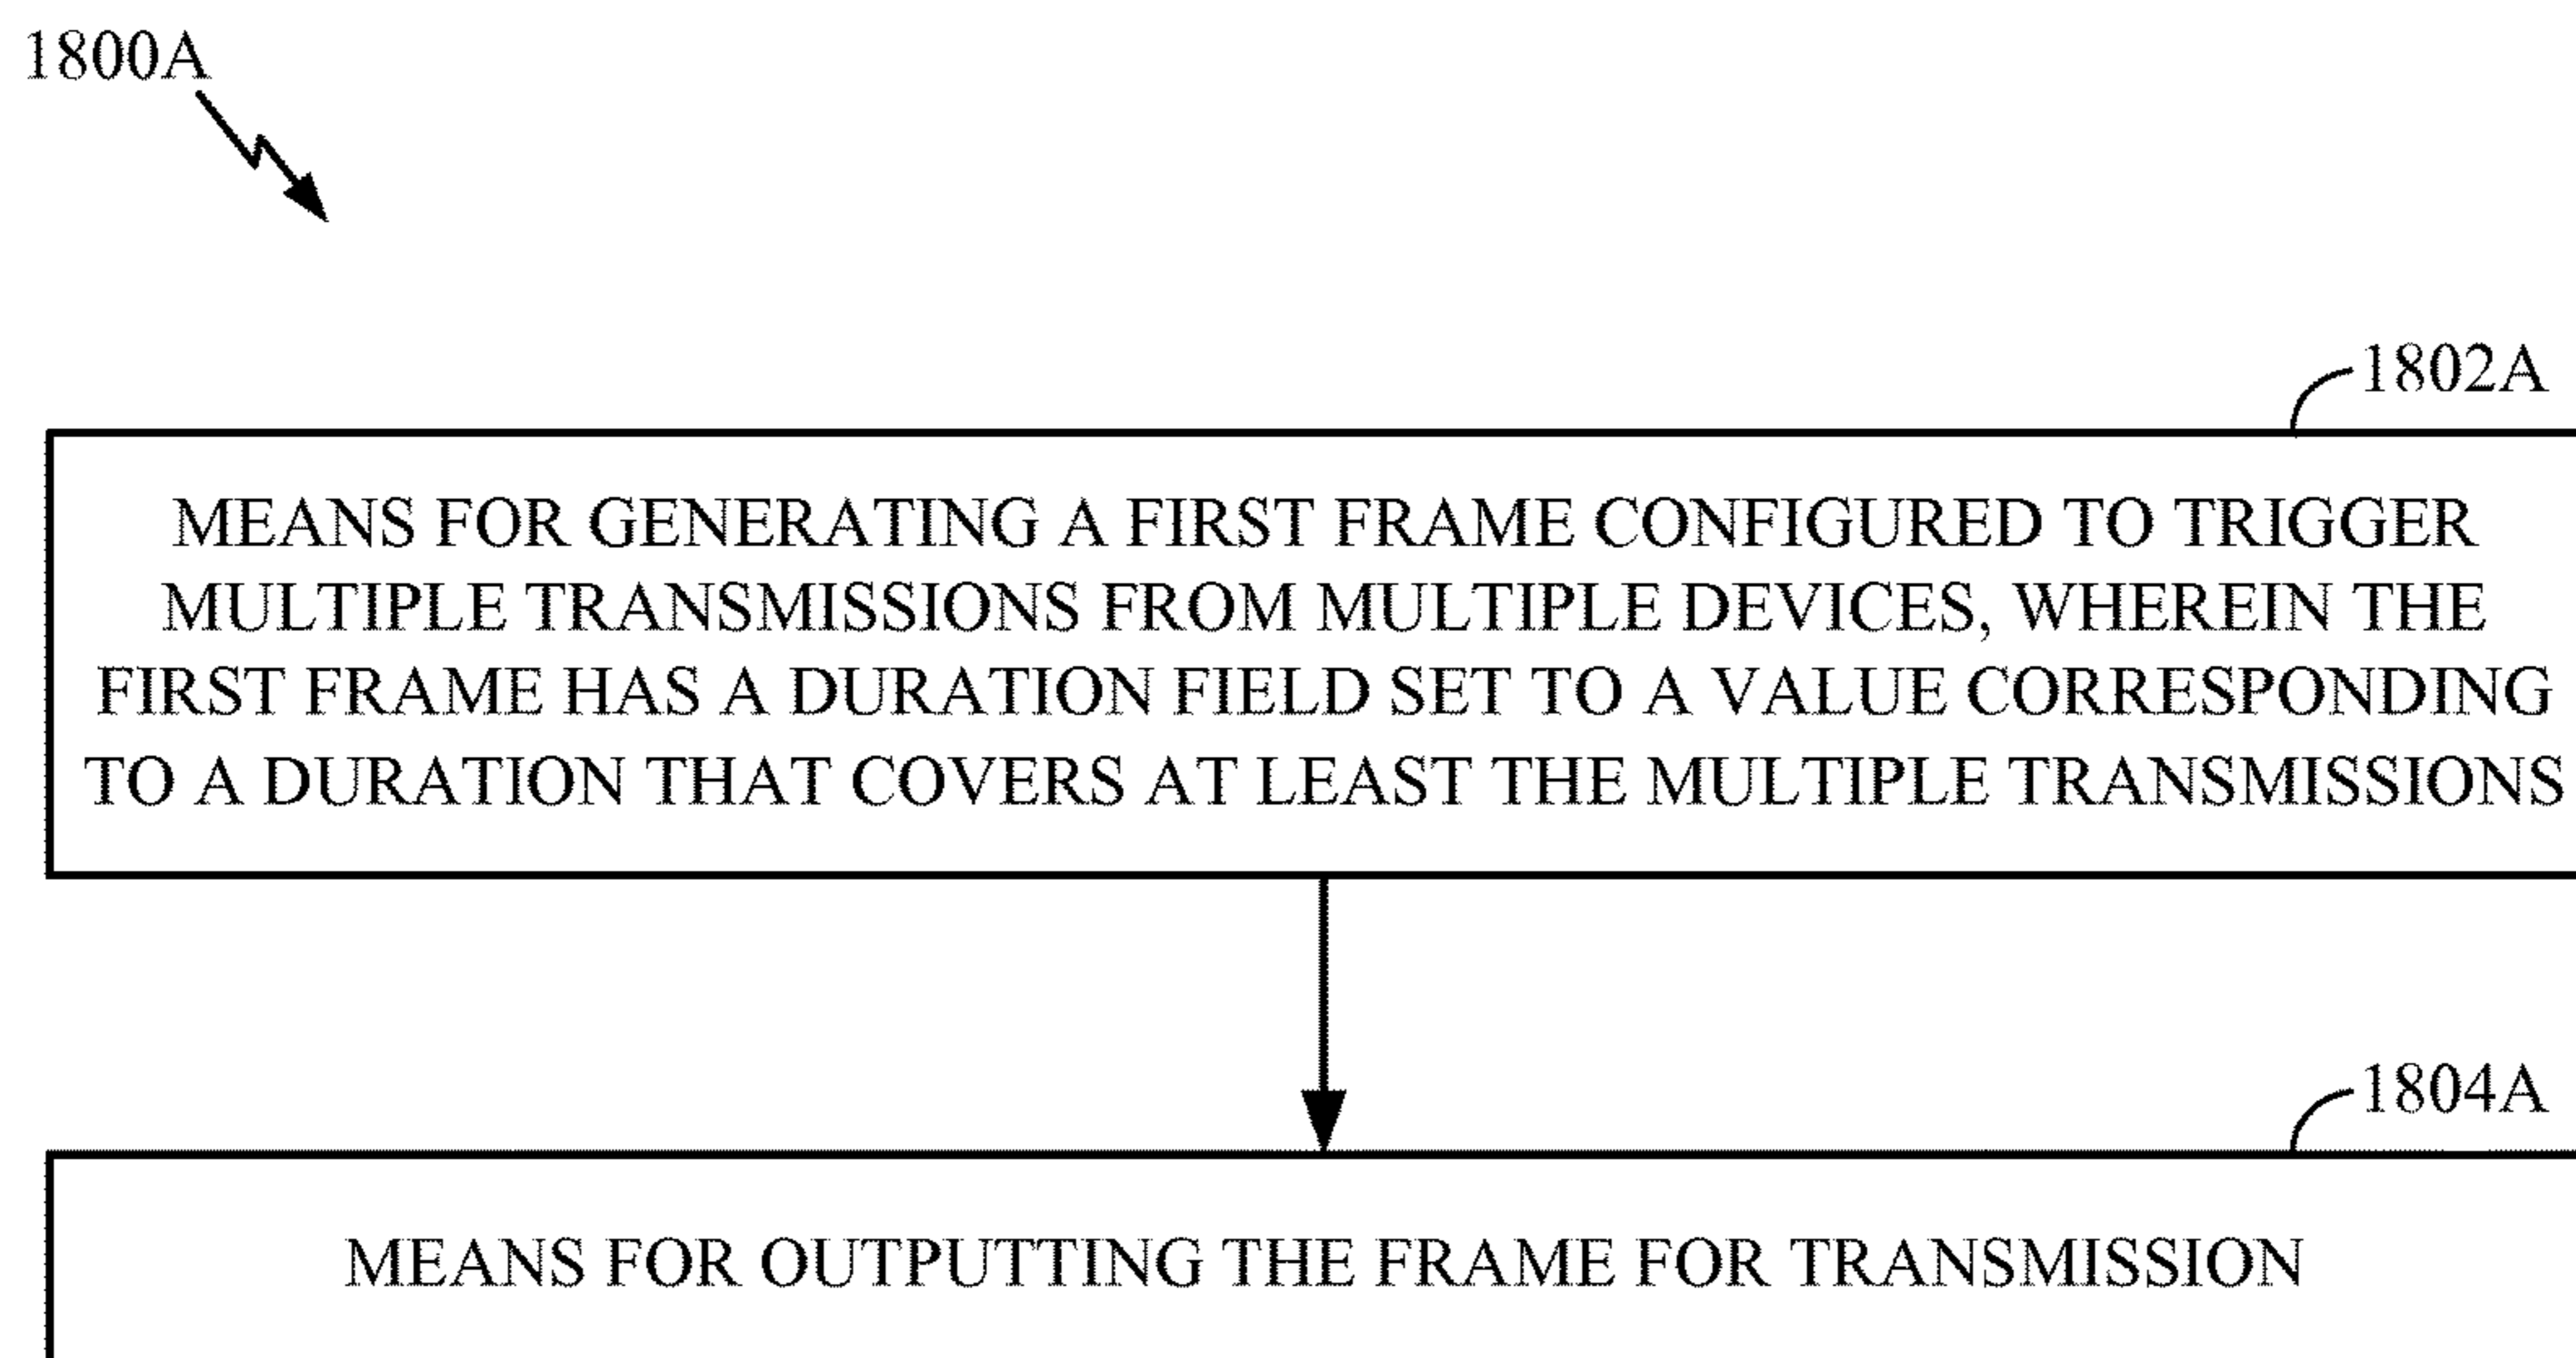 1800A
1802A
MEANS FOR GENERATING A FIRST FRAME CONFIGURED TO TRIGGER
MULTIPLE TRANSMISSIONS FROM MULTIPLE DEVICES, WHEREIN THE
FIRST FRAME HAS A DURATION FIELD SET TO A VALUE CORRESPONDING
TO A DURATION THAT COVERS AT LEAST THE MULTIPLE TRANSMISSIONS
1804A
MEANS FOR OUTPUTTING THE FRAME FOR TRANSMISSION